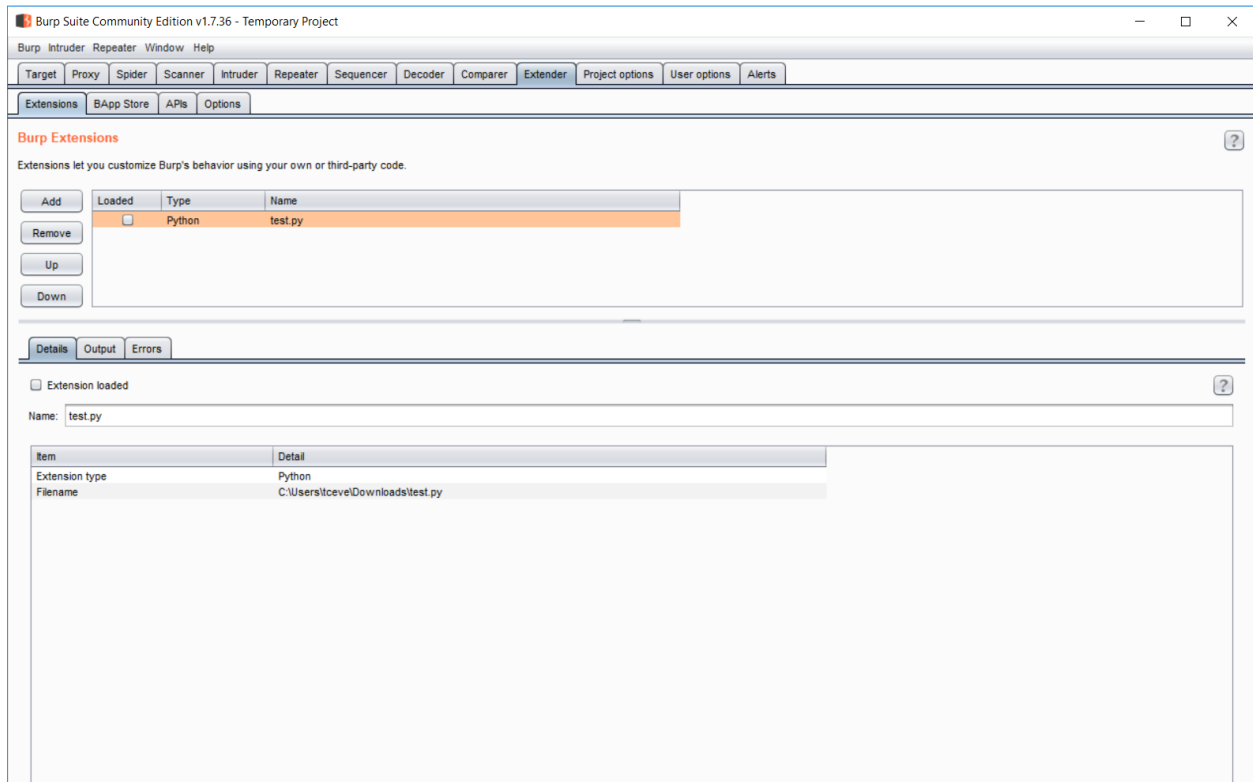 Burp Suite Community Edition v1.7.36 - Temporary Project
Burp Intruder Repeater Window Help
Target Proxy Spider Scanner Intruder Repeater Sequencer Decoder Comparer Extender Project options User options Alerts
Extensions BApp Store APIs Options
Burp Extensions
?
Extensions let you customize Burp's behavior using your own or third-party code.
Add Loaded Type Name
Python test.py
Remove
Up
Down
Details Output Errors
Extension loaded
?
Name: test.py
Item Detail
Extension type Python
Filename C:\Users\tceve\Downloads\test.py